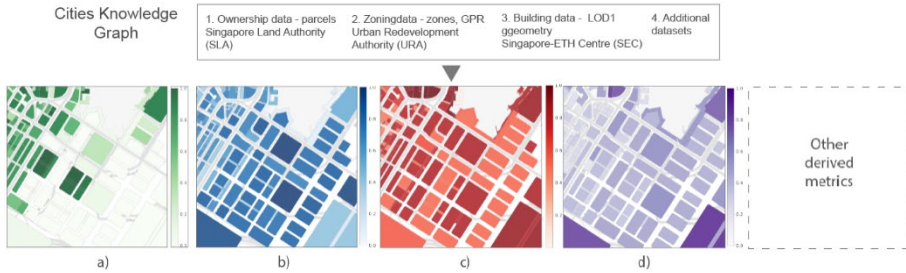 Cities Knowledge
Graph
1. Ownership data - parcels
Singapore Land Authority
(SLA)
2. Zoningdata - zones, GPR
Urban Redevelopment
Authority (URA)
3. Building data - LOD1
ggeometry
Singapore-ETH Centre (SEC)
4. Additional
datasets
Other
derived
metrics
a)
b)
c)
d)